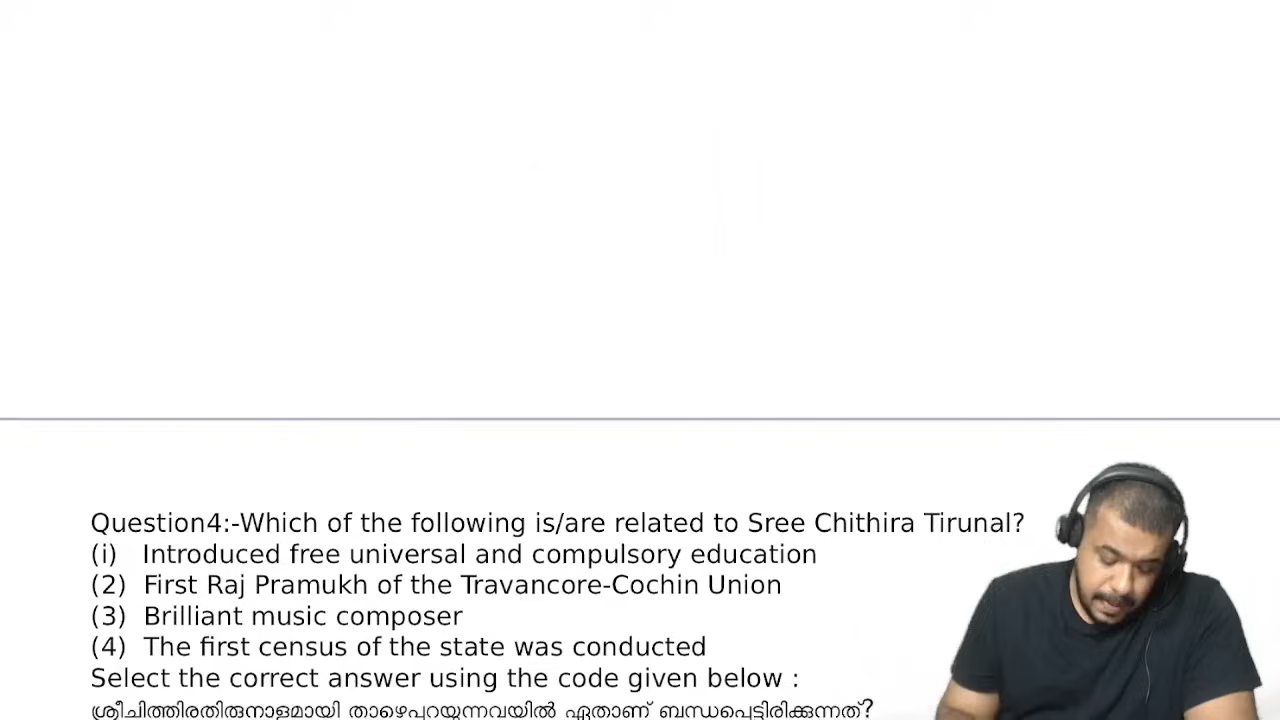 Question4:-Which of the following is/are related to Sree Chithira Tirunal?
(i) Introduced free universal and compulsory education
(2) First Raj Pramukh of the Travancore-Cochin Union
(3) Brilliant music composer
(4) The first census of the state was conducted
Select the correct answer using the code given below :
ശ്രീചിത്തിരതിരുനാളമായി താഴെപറയുന്നവയിൽ ഏതാണ് ബന്ധപെട്ടിരിക്കുന്നത്?